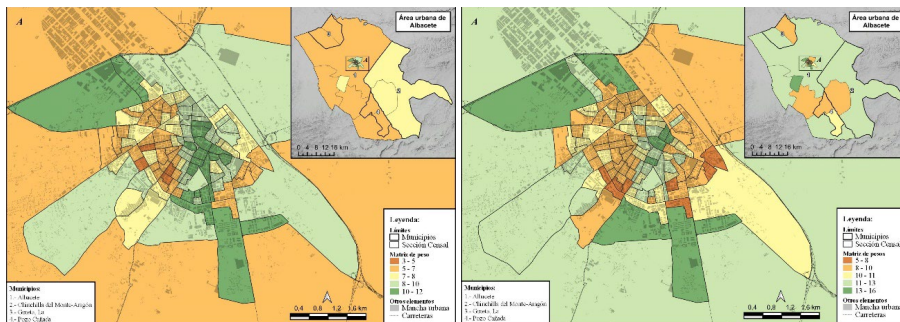 A
Área urbana de
Albacete
0 4 8 12 16 km
Leyenda:
Límites
Municipios
Sección Censal
Matriz de peso
3 - 5
5 - 7
7 - 8
8 - 10
10 - 12
Otros elementos
Mancha urbana
Carreteras
Municipios:
1 - Albacete
2 - Chinchilla del Monte-Aragón
3 - Gineta, La
4 - Pozo Cañada
0.4 0.8 1.2 1.6 km
A
Área urbana de
Albacete
0 4 8 12 16 km
Leyenda:
Límites
Municipios
Sección Censal
Matriz de pesos
5 - 8
8 - 10
10 - 11
11 - 13
13 - 16
Otros elementos
Mancha urbana
Carreteras
Municipios:
1 - Albacete
2 - Chinchilla del Monte-Aragón
3 - Gineta, La
4 - Pozo Cañada
0.4 0.8 1.2 1.6 km